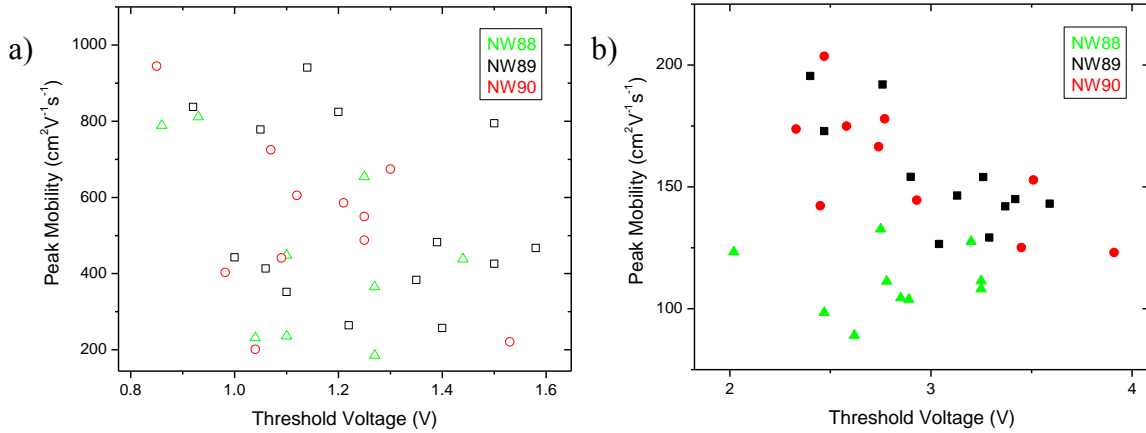 a)
1000
800
600
400
200
Peak Mobility (cm²V⁻¹s⁻¹)
NW88
NW89
NW90
0.8 1.0 1.2 1.4 1.6
Threshold Voltage (V)
b)
200
150
100
Peak Mobility (cm²V⁻¹s⁻¹)
NW88
NW89
NW90
2 3 4
Threshold Voltage (V)